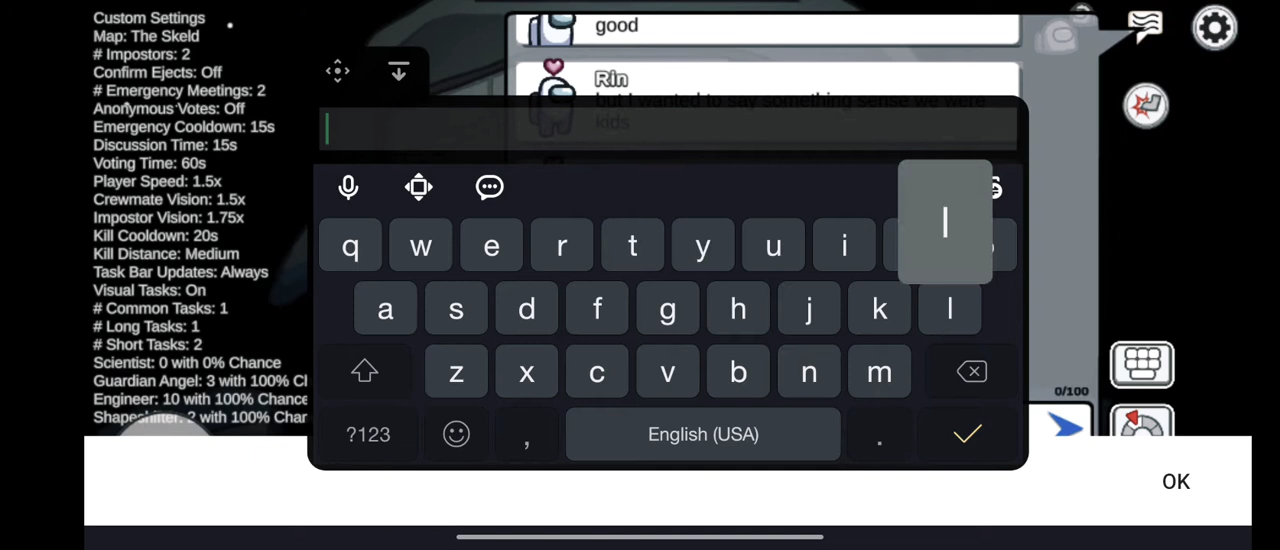 Custom Settings
Map: The Skeld
# Impostors: 2
Confirm Ejects: Off
# Emergency Meetings: 2
Anonymous Votes: Off
Emergency Cooldown: 15s
Discussion Time: 15s
Voting Time: 60s
Player Speed: 1.5x
Crewmate Vision: 1.5x
Impostor Vision: 1.75x
Kill Cooldown: 20s
Kill Distance: Medium
Task Bar Updates: Always
Visual Tasks: On
# Common Tasks: 1
# Long Tasks: 1
# Short Tasks: 2
Scientist: 0 with 0% Chance
Guardian Angel: 3 with 100%
Engineer: 10 with 100% Chance
Shapeshifter: 2 with 100%
good
Rin
but I wanted to say something sense we were
kids
l
q w e r t y u i
a s d f g h j k l
z x c v b n m
?123 , English (USA) .
0/100
OK